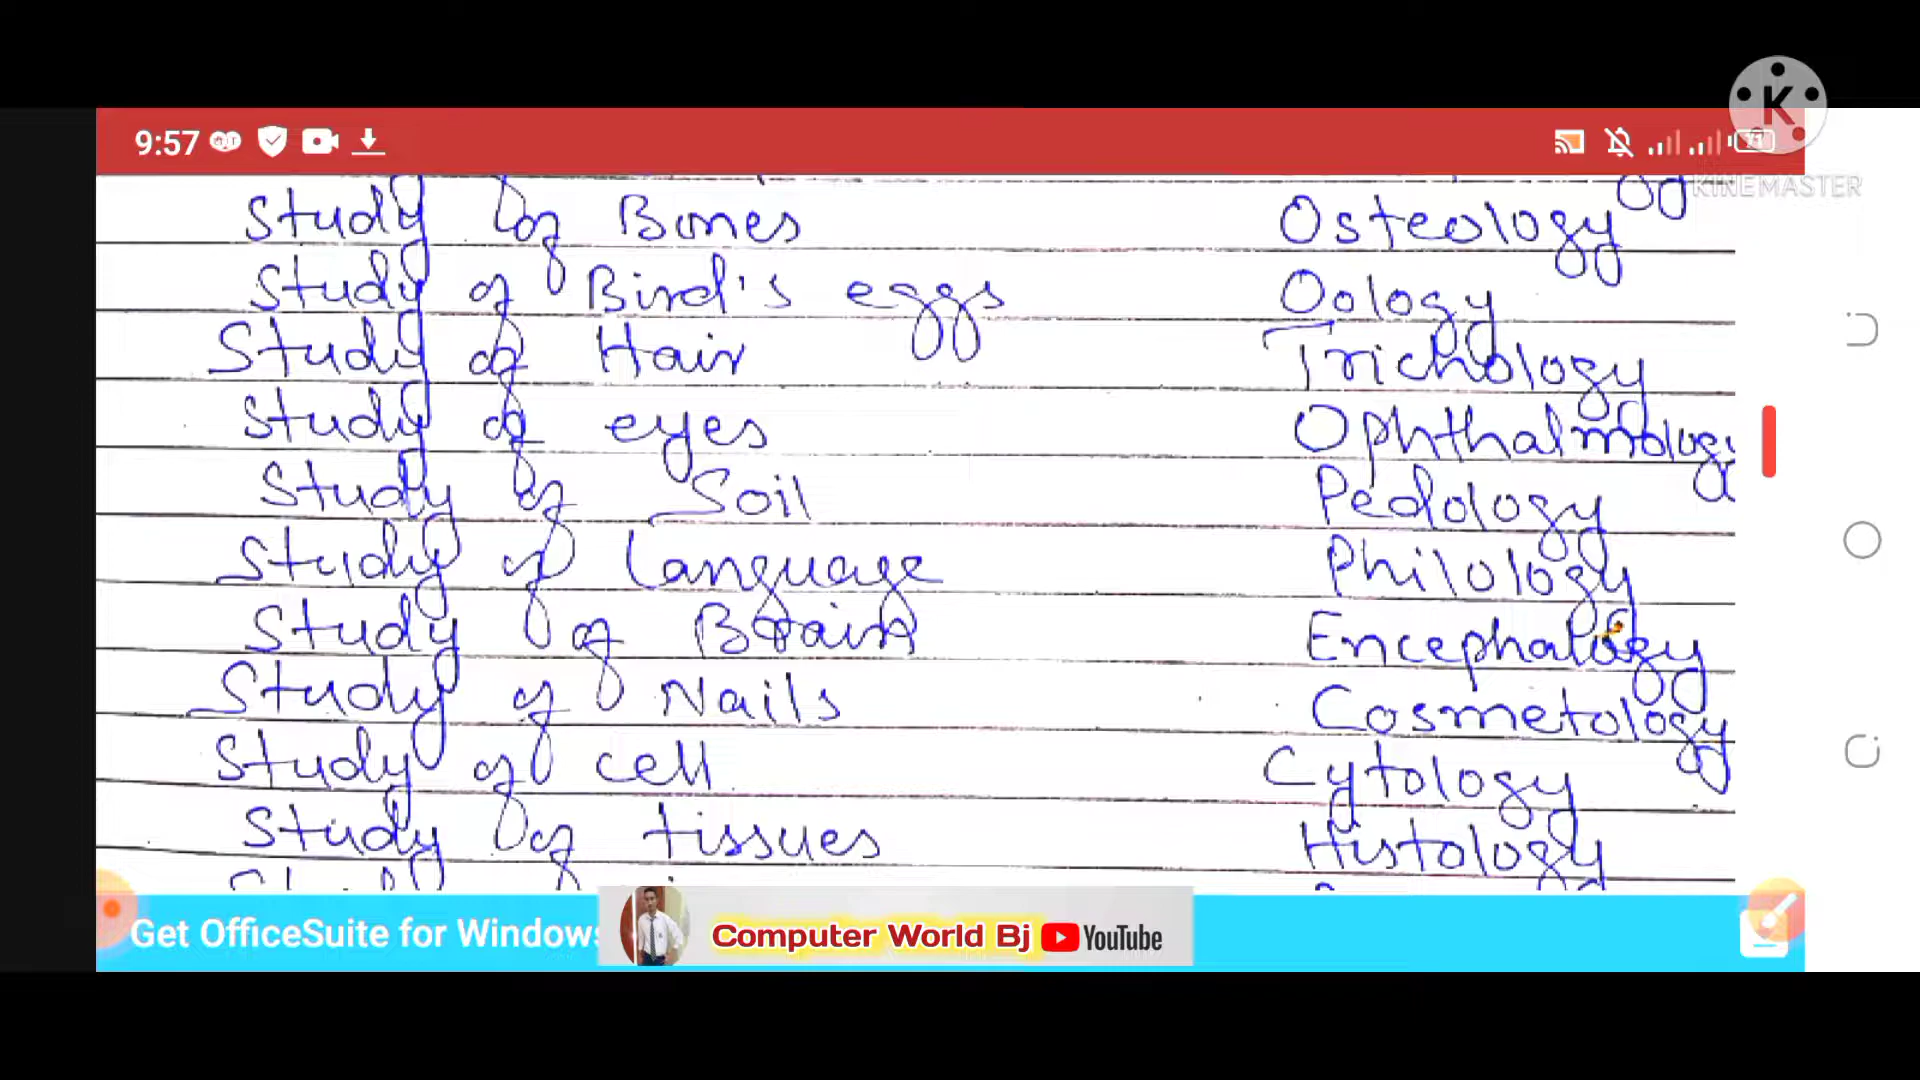 9:57
71
K
KINEMASTER
Study of Bones Osteology
Study of Bird's eggs Oology
Study of Hair Trichology
Study of eyes Ophthalmology
Study of Soil Pedology
Study of Language Philology
Study of Brain Encephalogy
Study of Nails Cosmetology
Study of cell Cytology
Study of tissues Histology
Get OfficeSuite for Windows
Computer World Bj YouTube